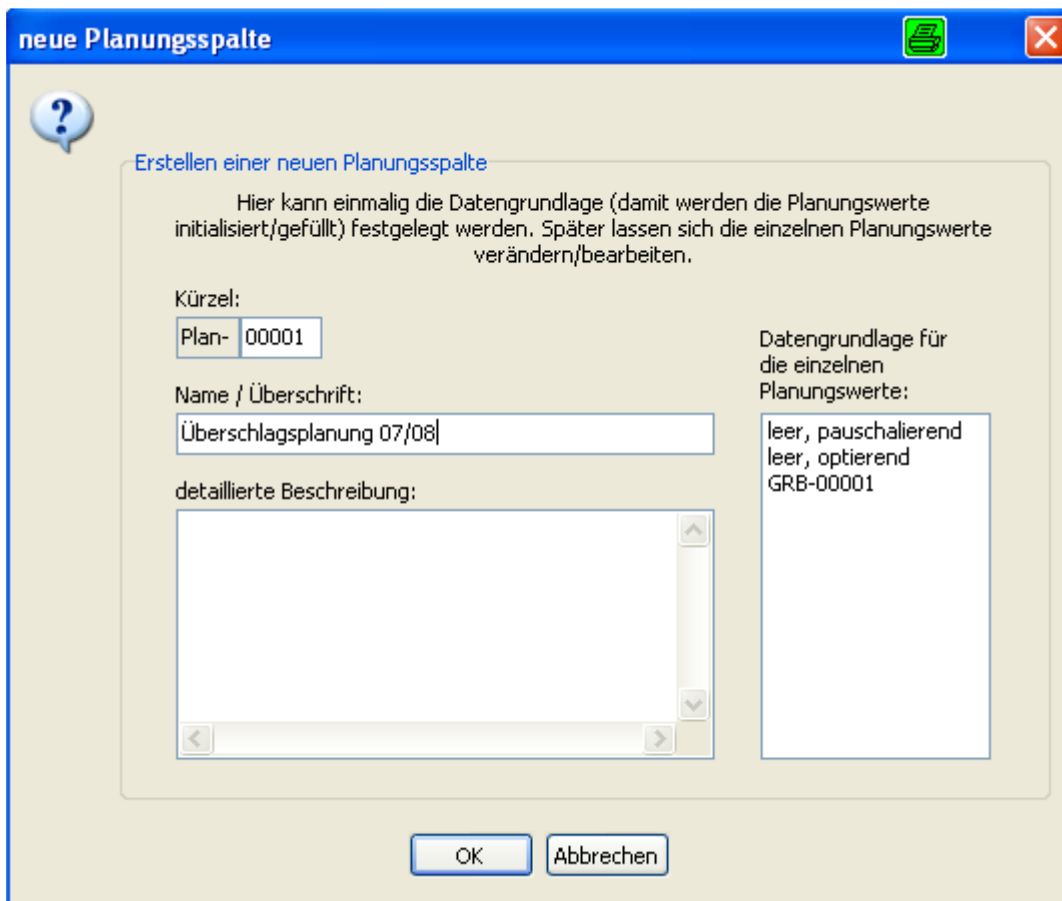 neue Planungsspalte
?
Erstellen einer neuen Planungsspalte
Hier kann einmalig die Datengrundlage (damit werden die Planungswerte
initialisiert/gefüllt) festgelegt werden. Später lassen sich die einzelnen Planungswerte
verändern/bearbeiten.
Kürzel:
Plan- 00001
Name / Überschrift:
Überschlagsplanung 07/08
detaillierte Beschreibung:
Datengrundlage für
die einzelnen
Planungswerte:
leer, pauschalierend
leer, optierend
GRB-00001
OK Abbrechen